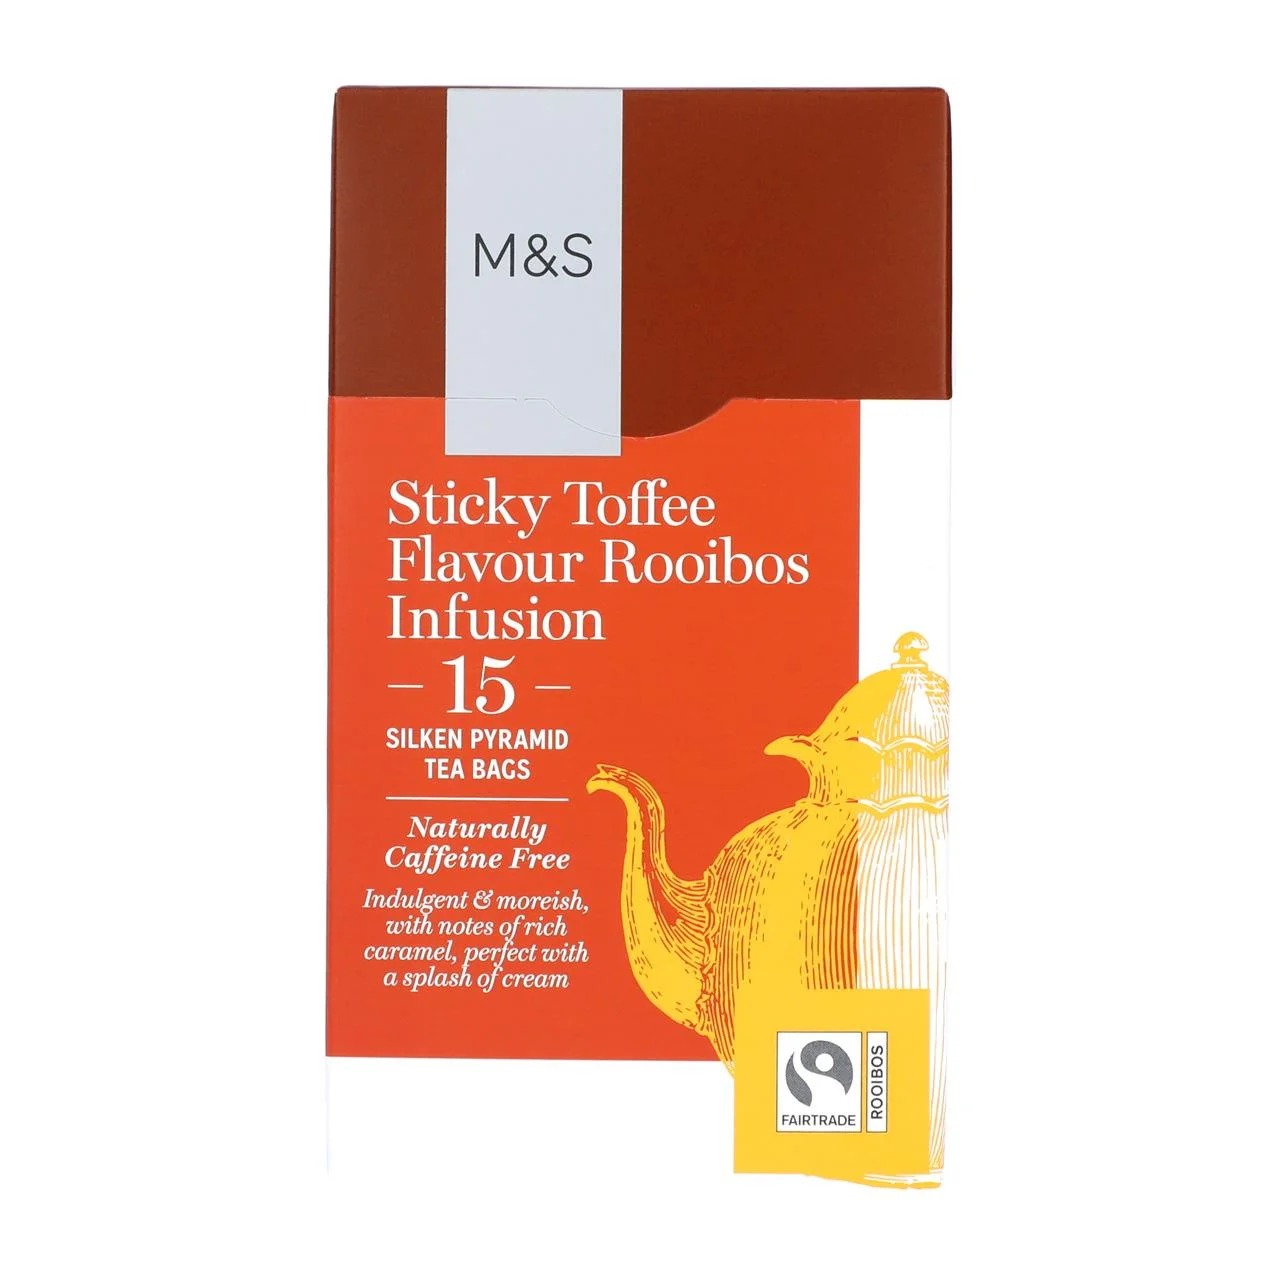 M&S
Sticky Toffee
Flavour Rooibos
Infusion
– 15 –
SILKEN PYRAMID
TEA BAGS
Naturally
Caffeine Free
Indulgent & moreish,
with notes of rich
caramel, perfect with
a splash of cream
FAIRTRADE
ROOIBOS